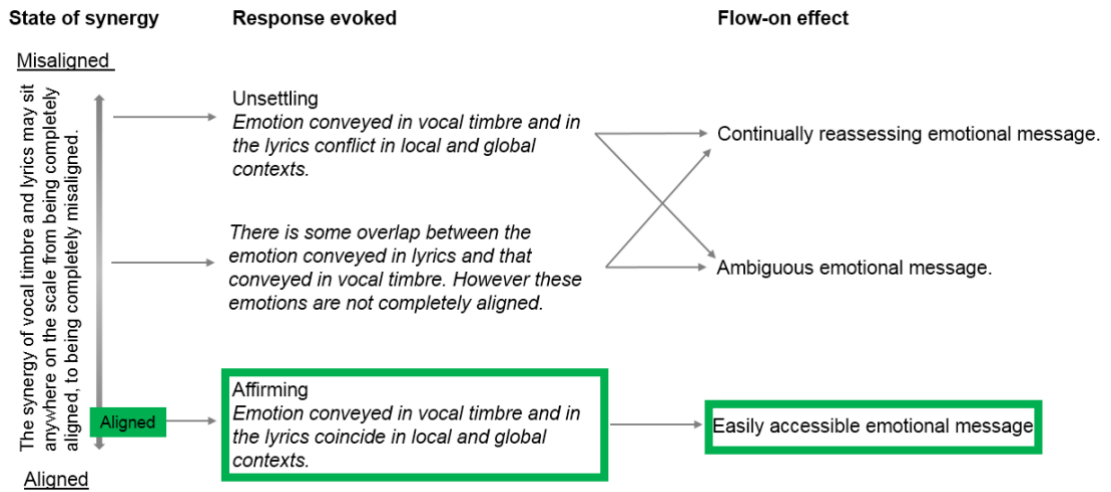 State of synergy
Response evoked
Flow-on effect
Misaligned
The synergy of vocal timbre and lyrics may sit
anywhere on the scale from being completely
aligned, to being completely misaligned.
Unsettling
Emotion conveyed in vocal timbre and in
the lyrics conflict in local and global
contexts.
Continually reassessing emotional message.
There is some overlap between the
emotion conveyed in lyrics and that
conveyed in vocal timbre. However these
emotions are not completely aligned.
Ambiguous emotional message.
Aligned
Affirming
Emotion conveyed in vocal timbre and in
the lyrics coincide in local and global
contexts.
Easily accessible emotional message
Aligned